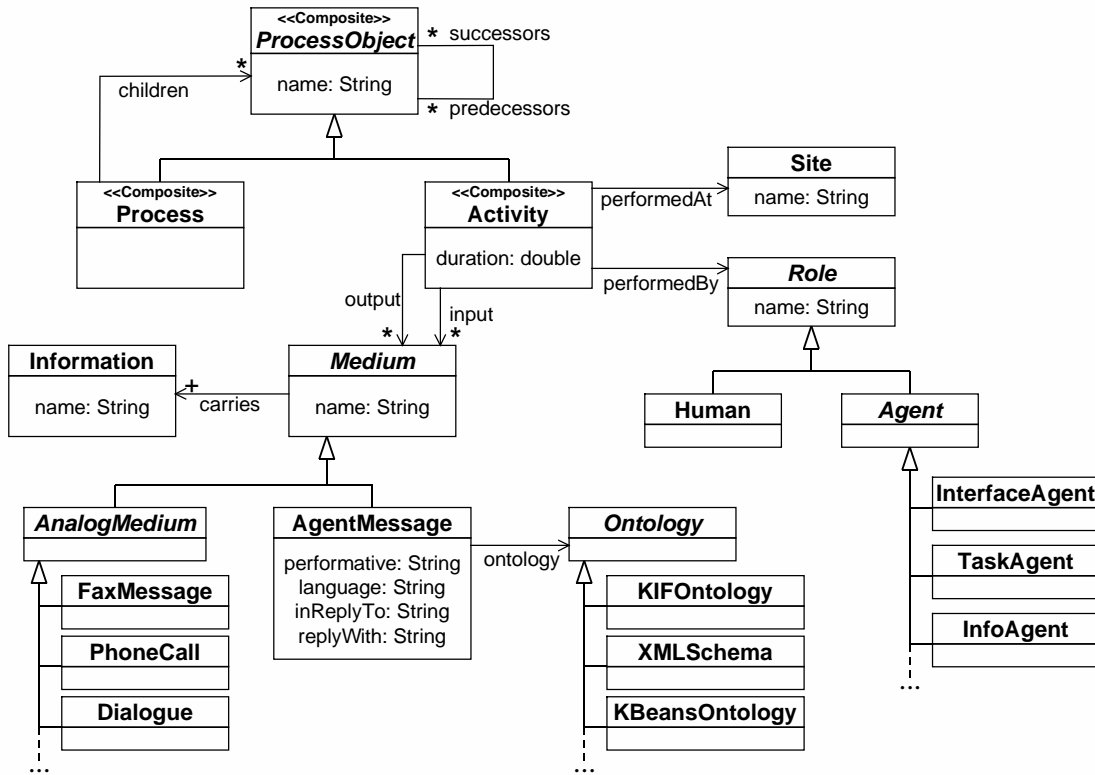 <<Composite>>
ProcessObject
name: String
* successors
* predecessors
*
children
<<Composite>>
Process
<<Composite>>
Activity
duration: double
performedAt
Site
name: String
performedBy
Role
name: String
output
input
*
*
Information
name: String
+
carries
Medium
name: String
Human
Agent
InterfaceAgent
TaskAgent
InfoAgent
...
AnalogMedium
FaxMessage
PhoneCall
Dialogue
...
AgentMessage
performative: String
language: String
inReplyTo: String
replyWith: String
ontology
Ontology
KIFOntology
XMLSchema
KBeansOntology
...